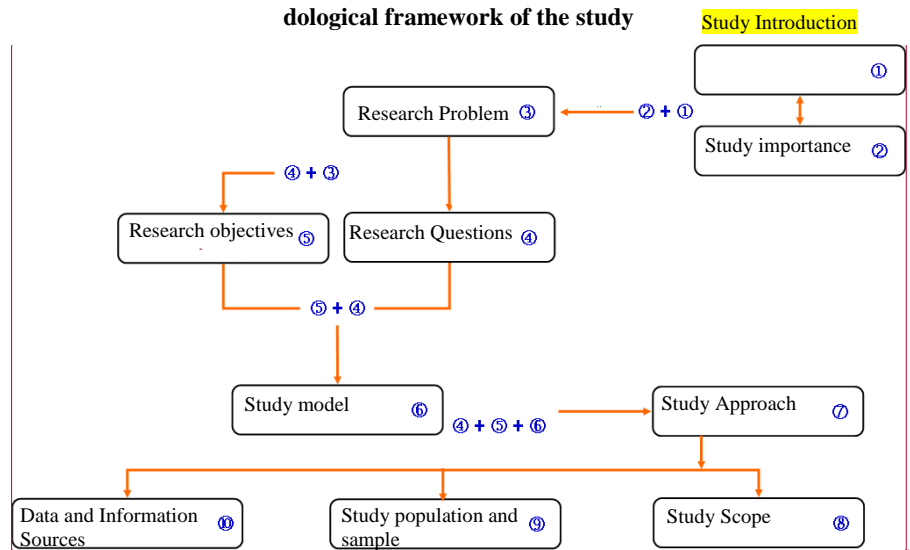 dological framework of the study
Study Introduction
①
Research Problem ③
② + ①
Study importance ②
④ + ③
Research objectives ⑤
Research Questions ④
⑤ + ④
Study model ⑥
④ + ⑤ + ⑥
Study Approach ⑦
Data and Information
Sources ⑩
Study population and
sample ⑨
Study Scope ⑧